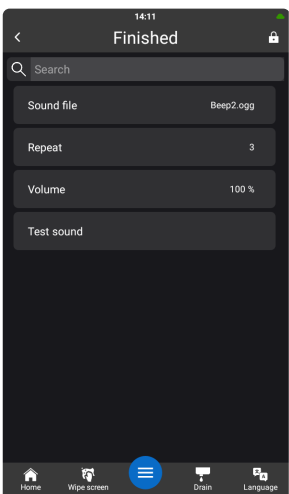 14:11
Finished
Search
Sound file Beep2.ogg
Repeat 3
Volume 100 %
Test sound
Home Wipe screen Drain Language